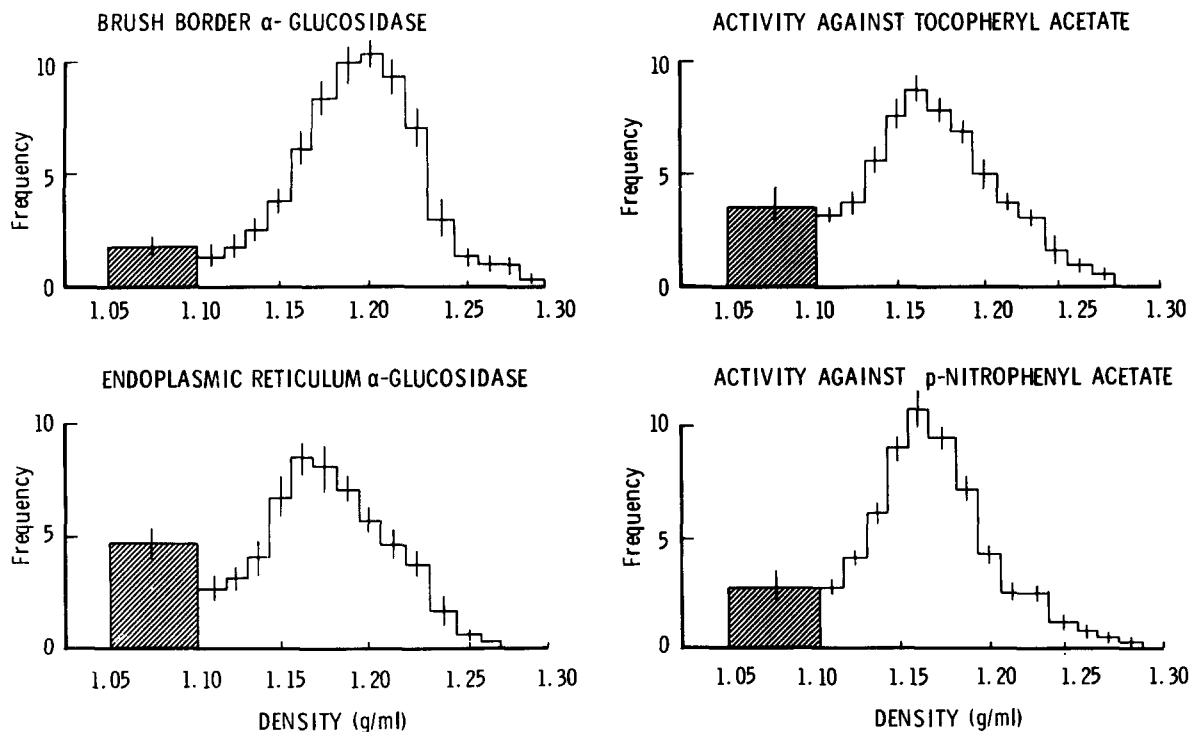 BRUSH BORDER α- GLUCOSIDASE
Frequency
10
5
0
1.05 1.10 1.15 1.20 1.25 1.30
ACTIVITY AGAINST TOCOPHERYL ACETATE
Frequency
10
5
0
1.05 1.10 1.15 1.20 1.25 1.30
ENDOPLASMIC RETICULUM α-GLUCOSIDASE
Frequency
10
5
0
1.05 1.10 1.15 1.20 1.25 1.30
DENSITY (g/ml)
ACTIVITY AGAINST p-NITROPHENYL ACETATE
Frequency
10
5
0
1.05 1.10 1.15 1.20 1.25 1.30
DENSITY (g/ml)